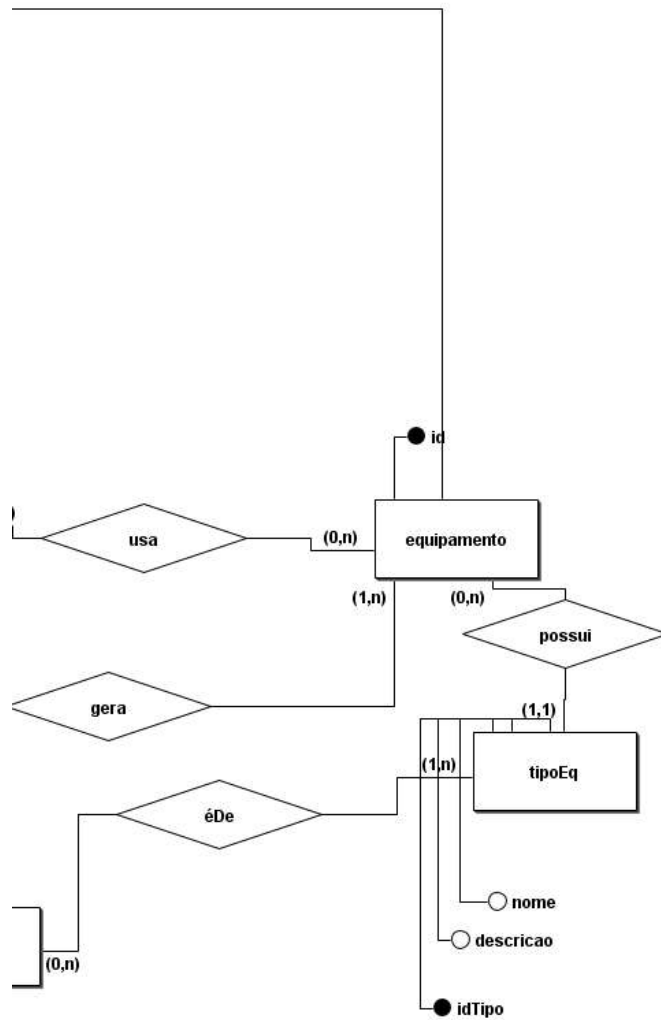 id
usa
(0,n)
equipamento
(1,n)
(0,n)
possui
gera
(1,1)
(1,n)
tipoEq
éDe
nome
descricao
(0,n)
idTipo